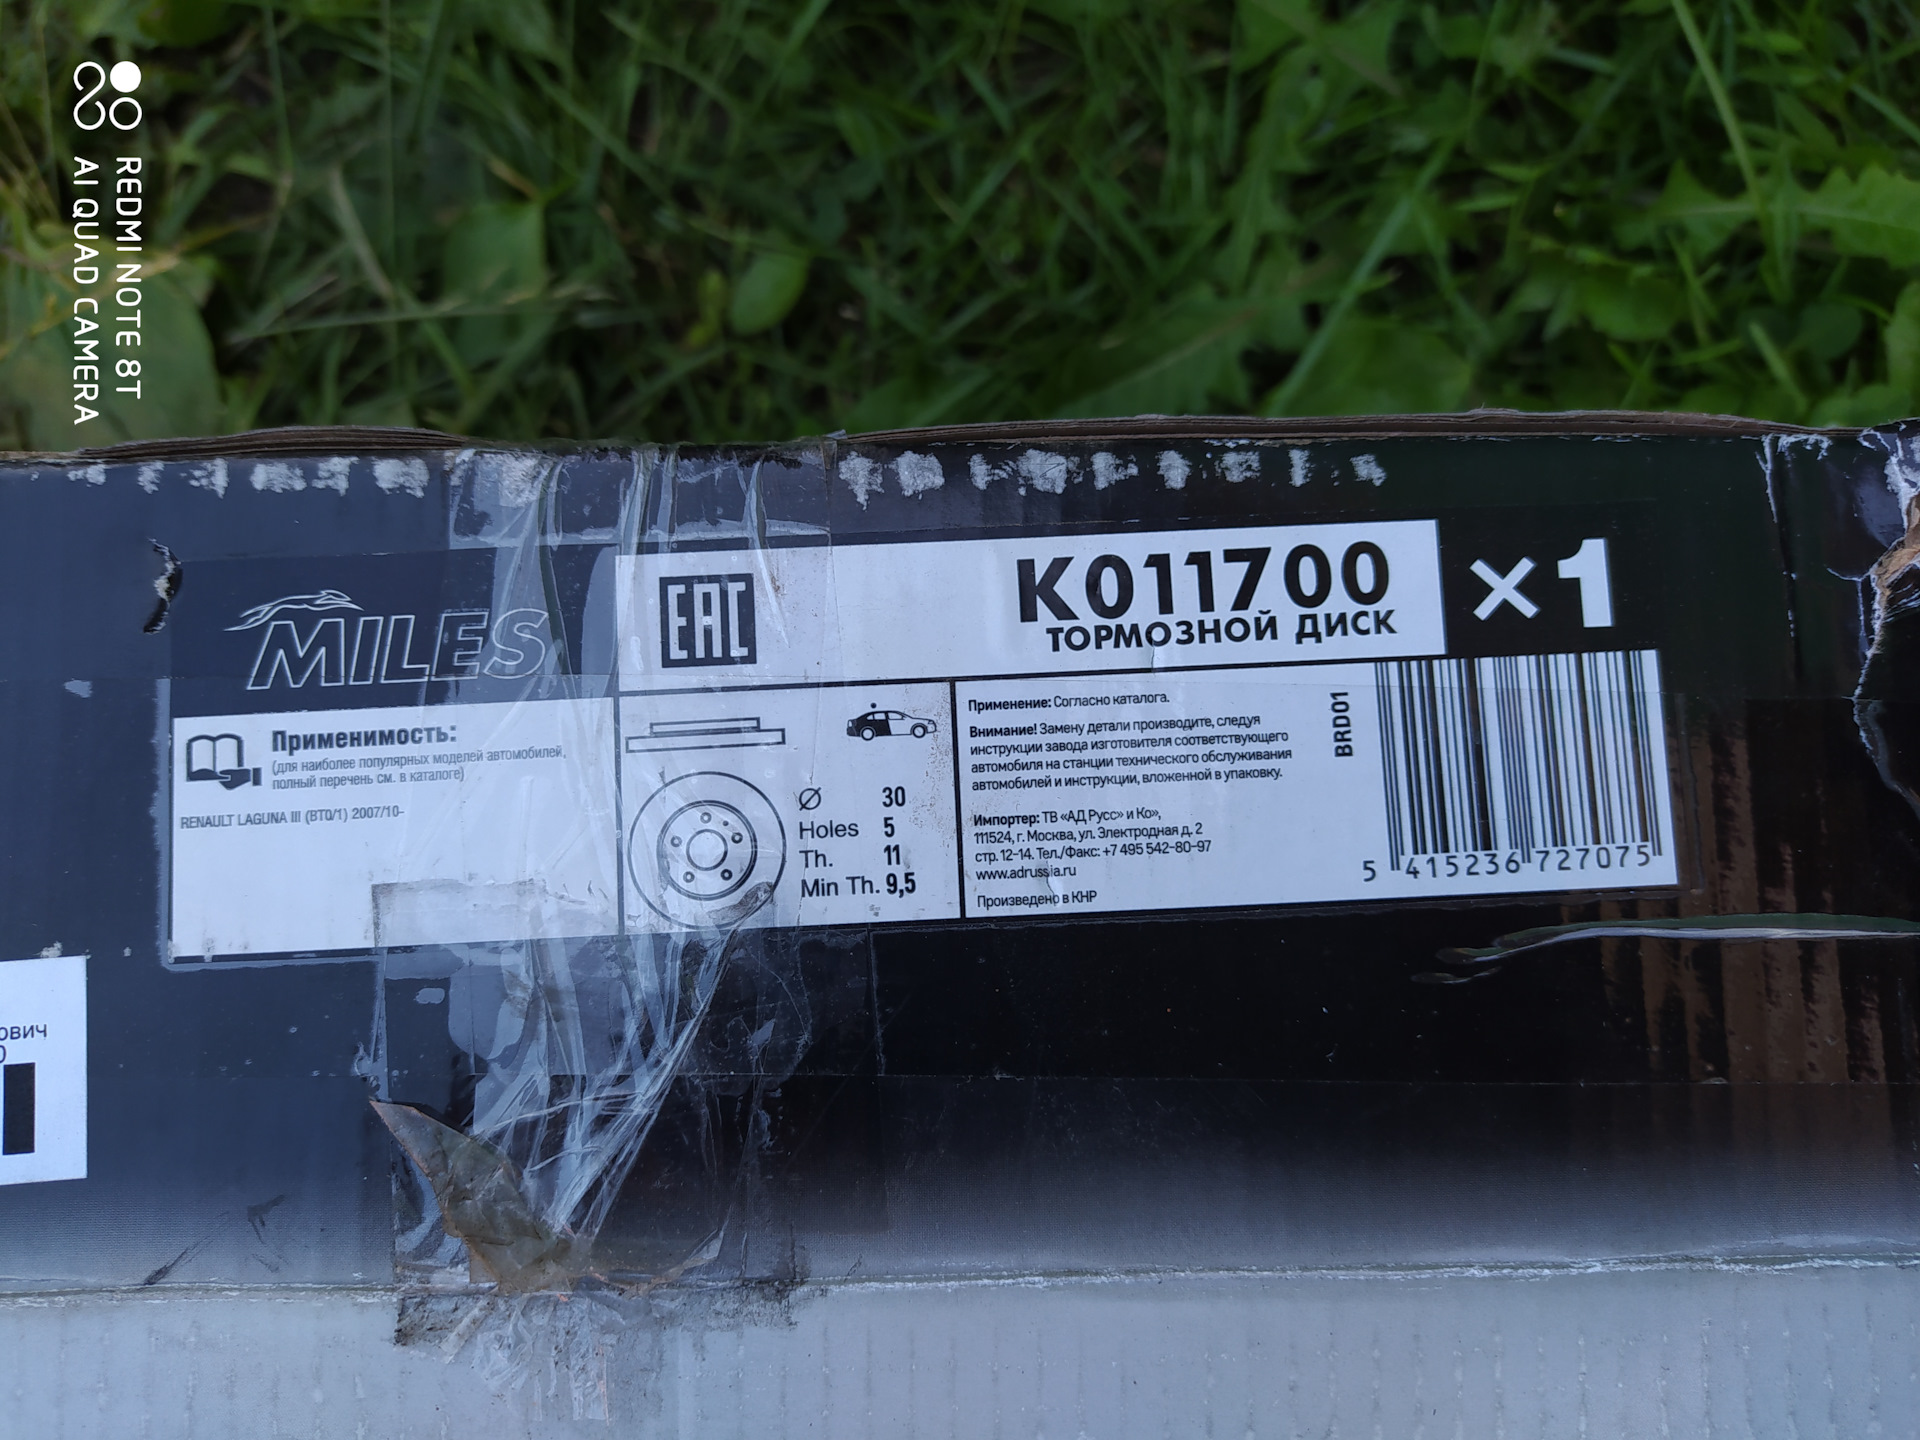 REDMI NOTE 8T
AI QUAD CAMERA
MILES
EAC
K011700
ТОРМОЗНОЙ ДИСК
×1
Применимость:
(для наиболее популярных моделей автомобилей,
полный перечень см. в каталоге)
RENAULT LAGUNA III (BT0/1) 2007/10-
Ø 30
Holes 5
Th. 11
Min Th. 9,5
Применение: Согласно каталога.
Внимание! Замену детали производите, следуя
инструкции завода изготовителя соответствующего
автомобиля на станции технического обслуживания
автомобилей и инструкции, вложенной в упаковку.
Импортер: ТВ «АД Русс» и Ко»,
111524, г. Москва, ул. Электродная д. 2
стр. 12-14. Тел./Факс: +7 495 542-80-97
www.adrussia.ru
Произведено в КНР
BRD01
5 415236 727075
ович
0